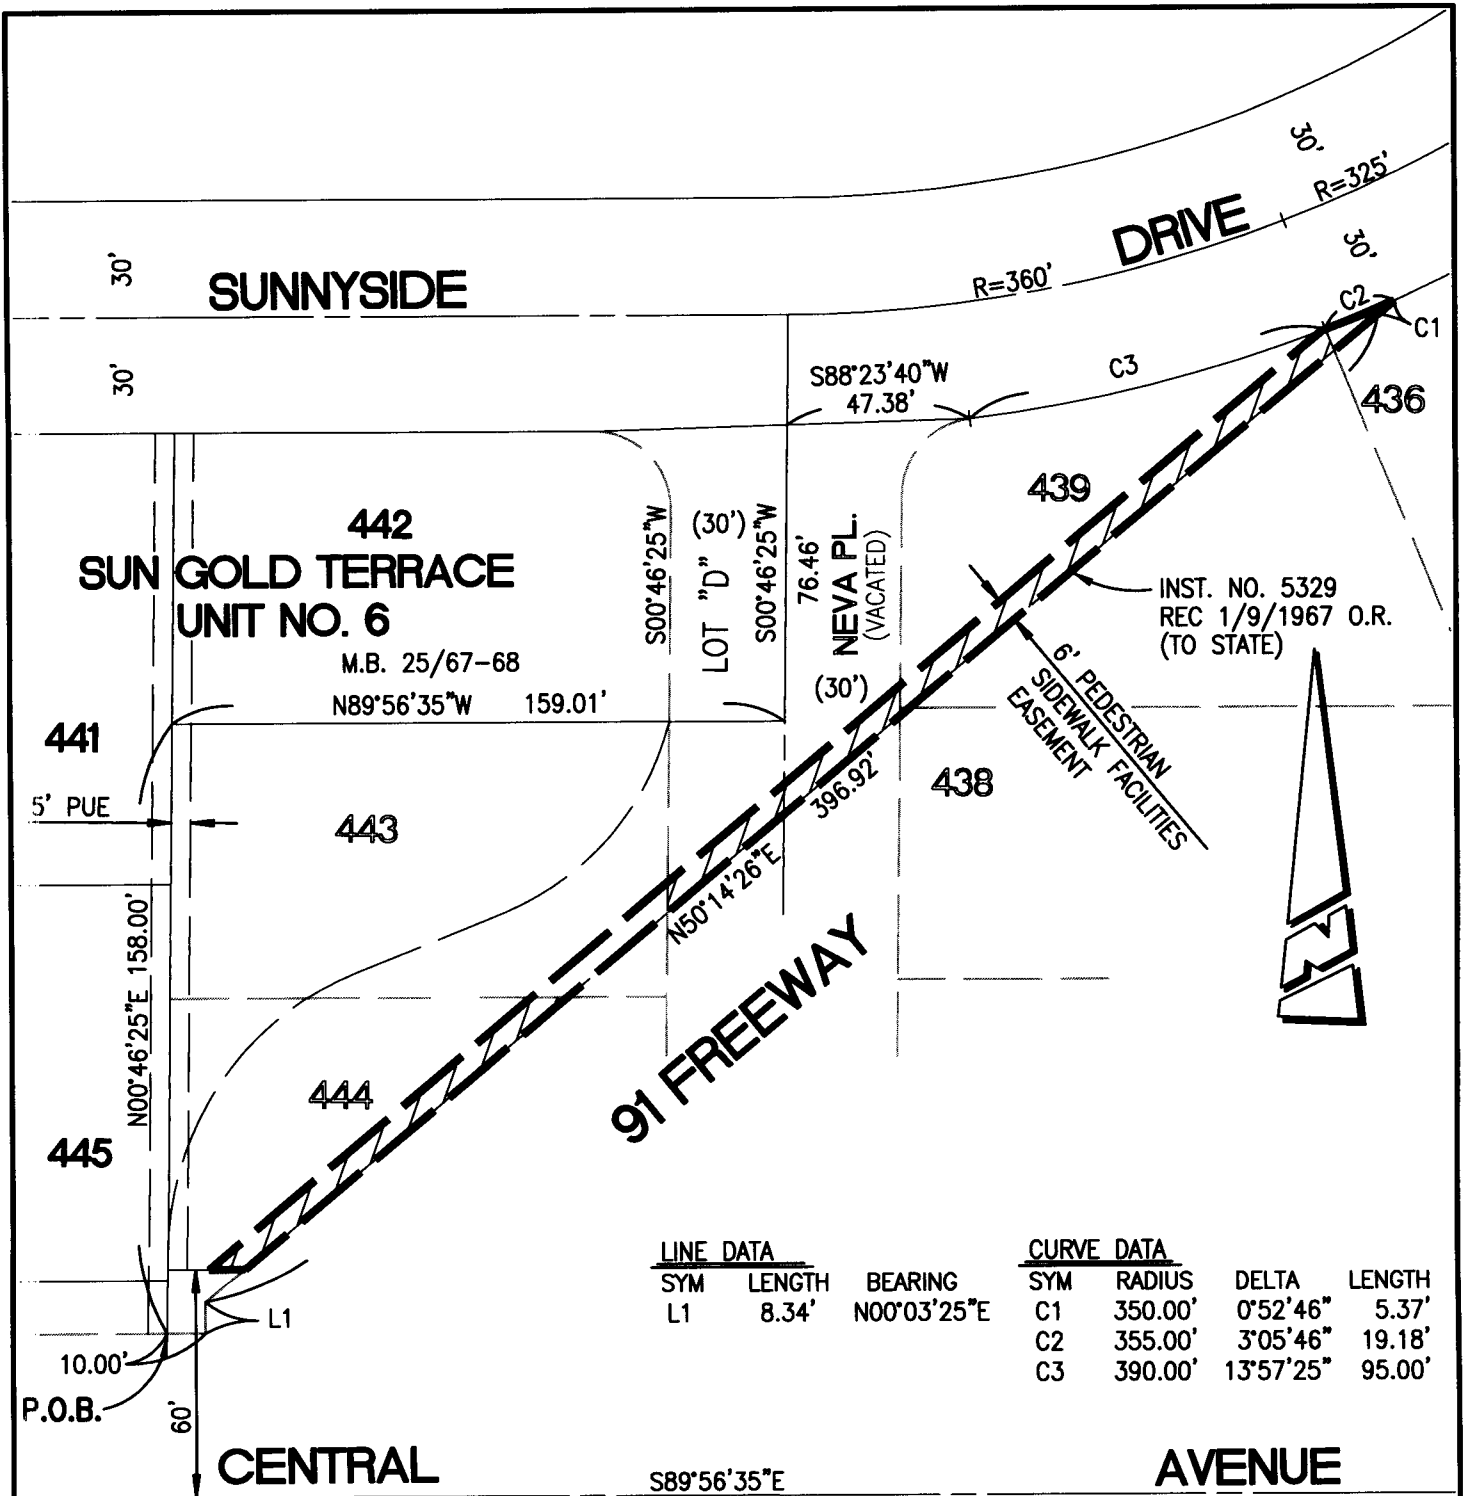 30'
R=325'
DRIVE
30'
30'
SUNNYSIDE
R=360'
C2
C1
30'
S88°23'40"W
47.38'
C3
436
439
442
SUN GOLD TERRACE
UNIT NO. 6
M.B. 25/67-68
N89°56'35"W 159.01'
S00°46'25"W
LOT "D"
(30')
S00°46'25"W
76.46'
NEVA PL.
(VACATED)
(30')
INST. NO. 5329
REC 1/9/1967 O.R.
(TO STATE)
6' PEDESTRIAN
SIDEWALK FACILITIES
EASEMENT
441
5' PUE
443
438
396.92'
N50°14'26"E
N
91 FREEWAY
N00°46'25"E 158.00'
444
445
L1
10.00'
P.O.B.
60'
LINE DATA
SYM LENGTH BEARING
L1 8.34' N00°03'25"E
CURVE DATA
SYM RADIUS DELTA LENGTH
C1 350.00' 0°52'46" 5.37'
C2 355.00' 3°05'46" 19.18'
C3 390.00' 13°57'25" 95.00'
CENTRAL AVENUE
S89°56'35"E